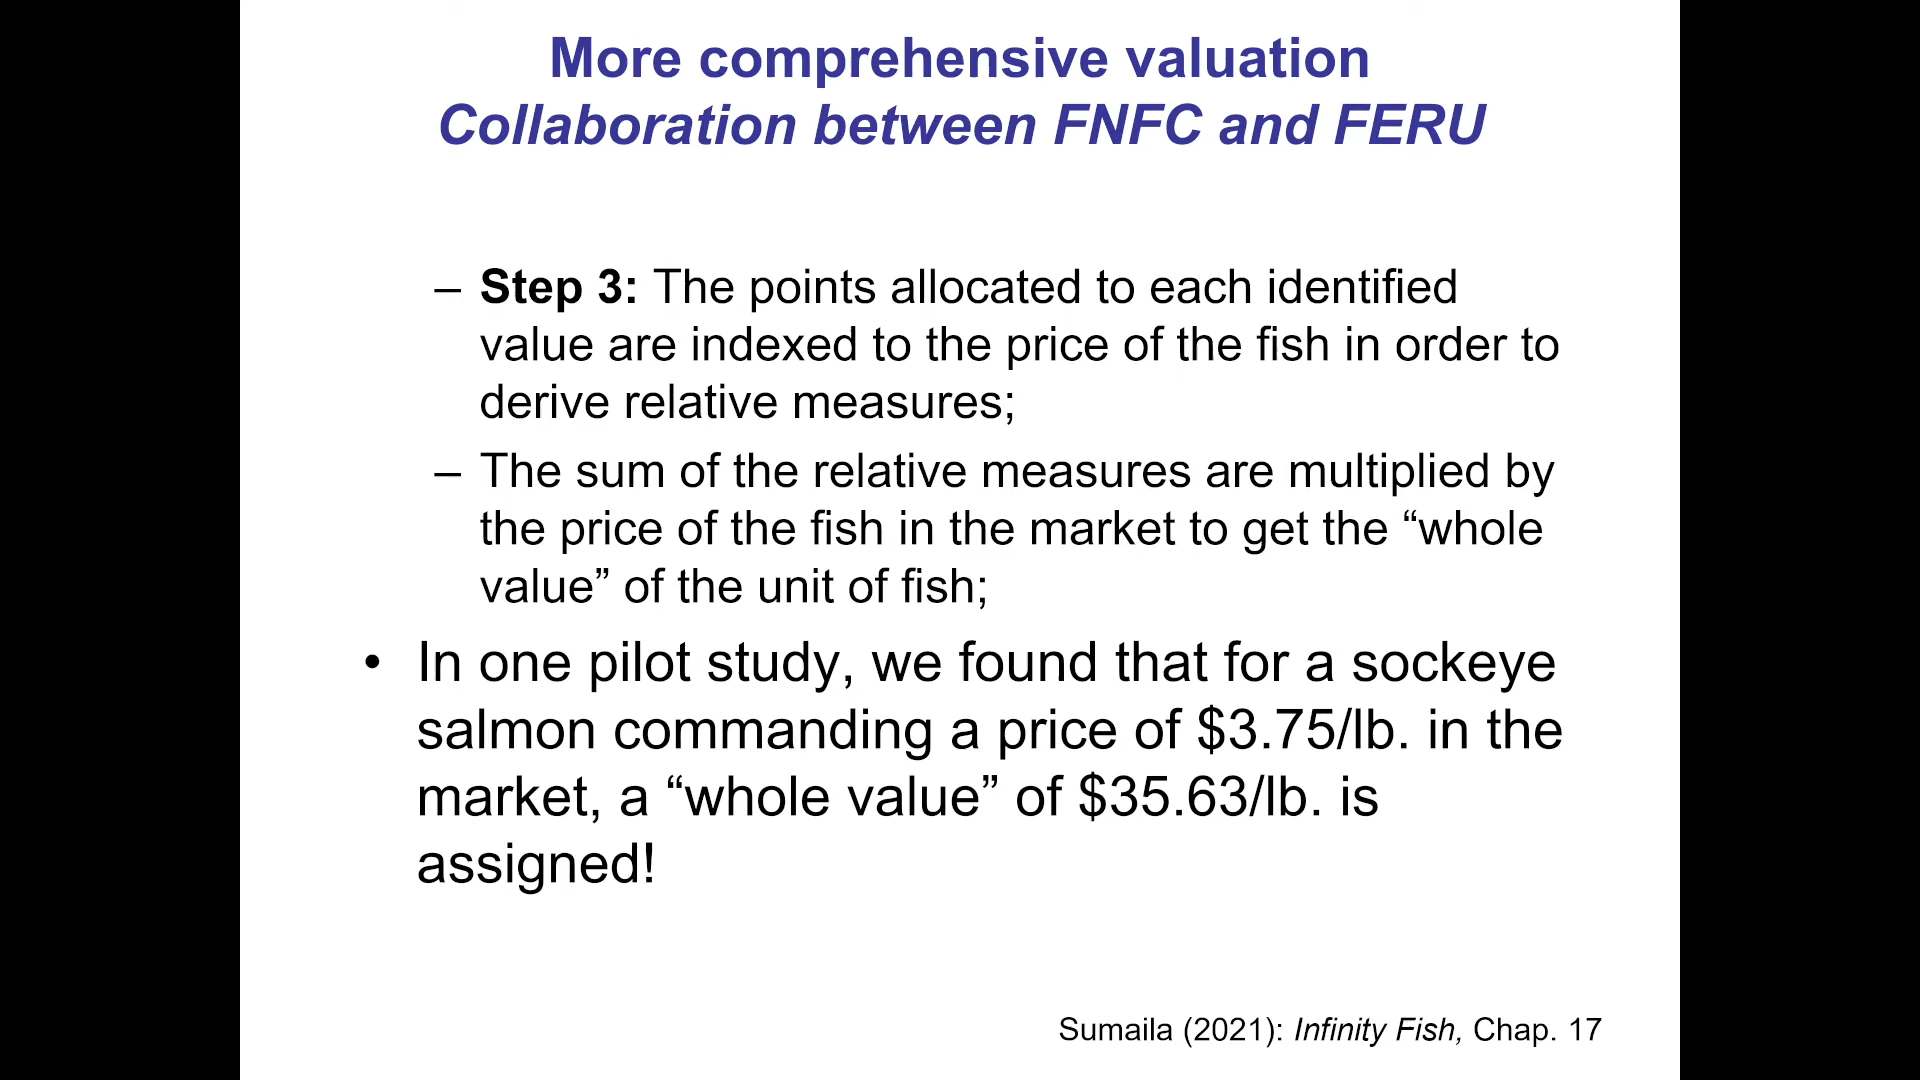 More comprehensive valuation
Collaboration between FNFC and FERU
– Step 3: The points allocated to each identified
value are indexed to the price of the fish in order to
derive relative measures;
– The sum of the relative measures are multiplied by
the price of the fish in the market to get the “whole
value” of the unit of fish;
• In one pilot study, we found that for a sockeye
salmon commanding a price of $3.75/lb. in the
market, a “whole value” of $35.63/lb. is
assigned!
Sumaila (2021): Infinity Fish, Chap. 17